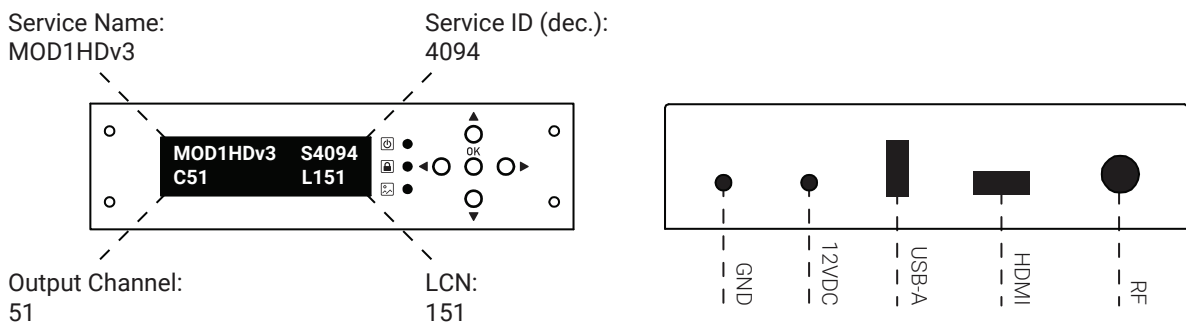 Service Name:
MOD1HDv3
Service ID (dec.):
4094
MOD1HDv3 S4094
C51 L151
OK
Output Channel:
51
LCN:
151
GND
12VDC
USB-A
HDMI
RF